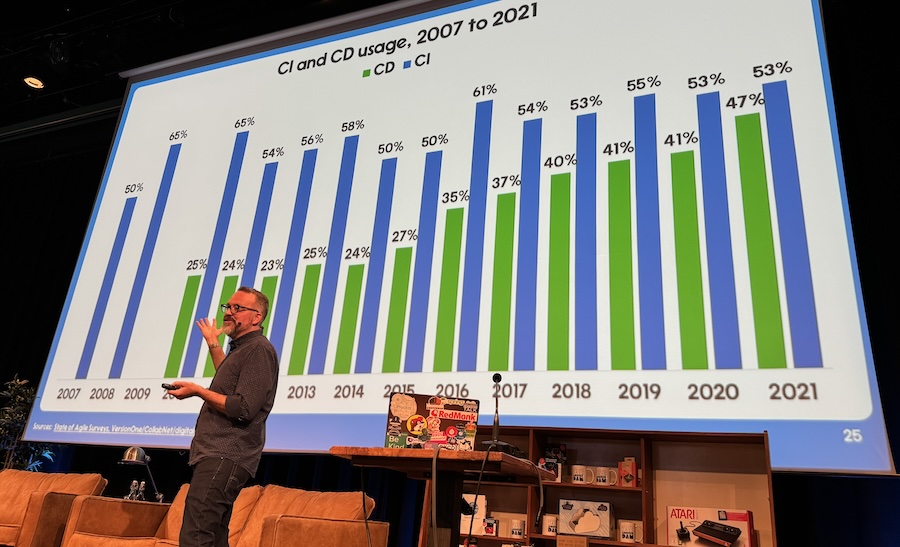 CI and CD usage, 2007 to 2021
CD CI
50%
65%
25% 65%
24% 54%
23% 56%
25% 58%
24% 50%
27% 50%
35% 61%
37% 54%
40% 53%
41% 55%
41% 53%
47% 53%
2007 2008 2009 2013 2014 2015 2016 2017 2018 2019 2020 2021
Sources: State of Agile Surveys, VersionOne/CollabNet/digital
25
RedMonk
Be
Kind
ATARI